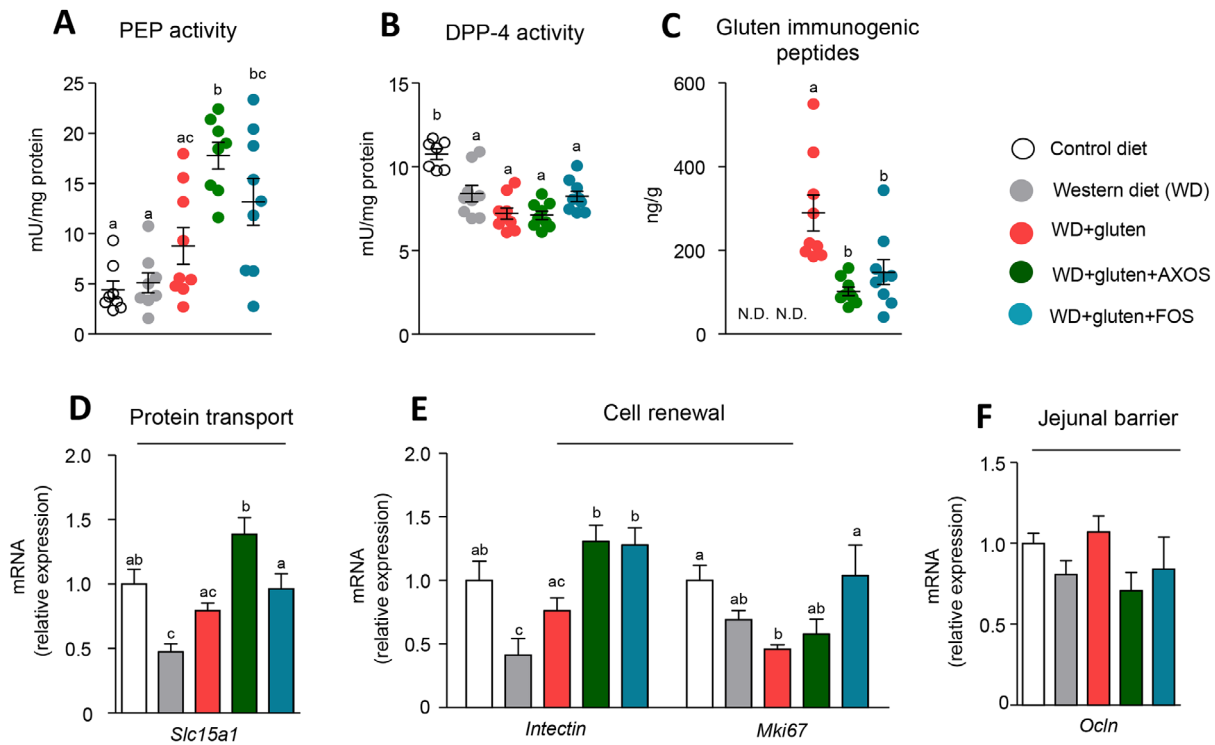 A
PEP activity
mU/mg protein
25
20
15
10
5
0
a
a
ac
b
bc
B
DPP-4 activity
mU/mg protein
15
10
5
0
b
a
a
a
a
C
Gluten immunogenic
peptides
ng/g
600
400
200
0
N.D. N.D.
a
b
b
Control diet
Western diet (WD)
WD+gluten
WD+gluten+AXOS
WD+gluten+FOS
D
Protein transport
mRNA
(relative expression)
2.0
1.5
1.0
0.5
0
ab
c
ac
b
a
Slc15a1
E
Cell renewal
mRNA
(relative expression)
2.0
1.5
1.0
0.5
0
ab
c
ac
b
b
a
ab
b
ab
a
Intectin
Mki67
F
Jejunal barrier
mRNA
(relative expression)
1.5
1.0
0.5
0
Ocln